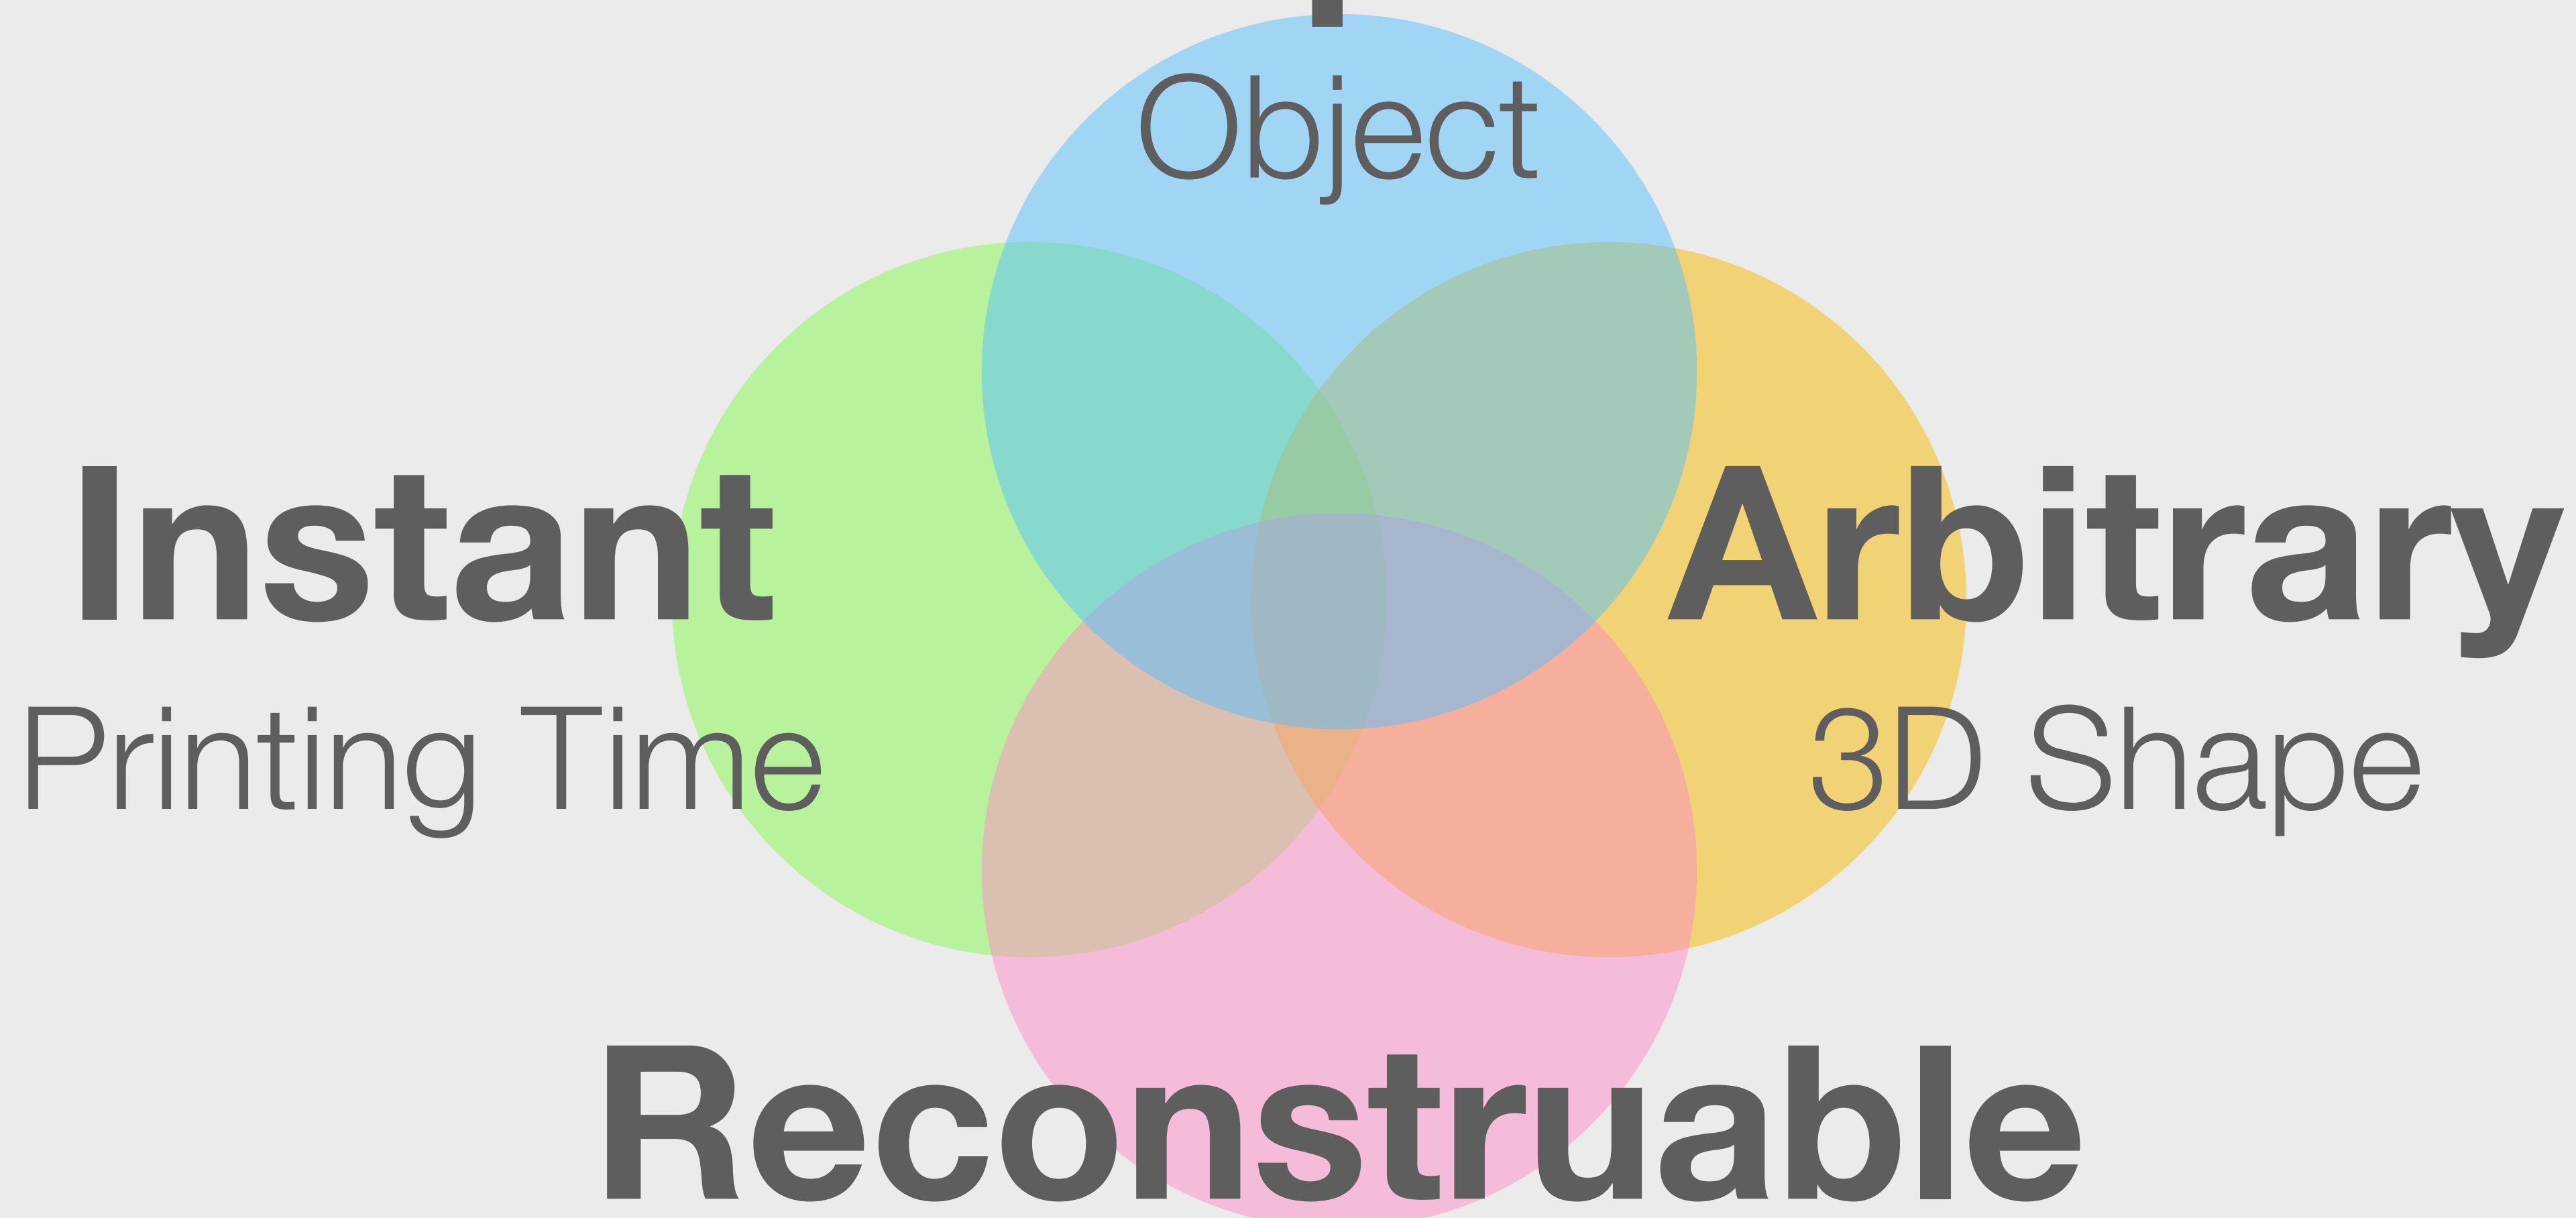 Object
Instant
Arbitrary
Printing Time
3D Shape
Reconstruable